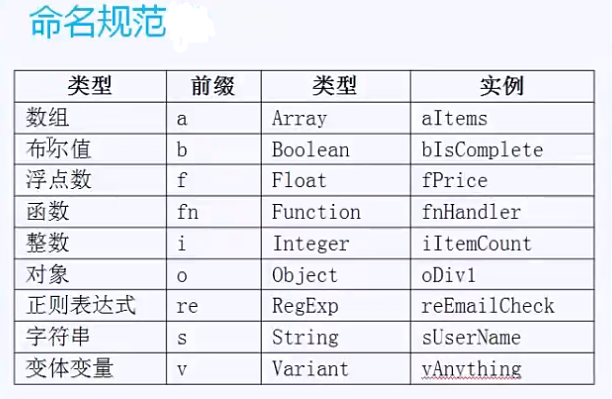 命名规范
类型 前缀 类型 实例
数组 a Array aItems
布尔值 b Boolean bIsComplete
浮点数 f Float fPrice
函数 fn Function fnHandler
整数 i Integer iItemCount
对象 o Object oDiv1
正则表达式 re RegExp reEmailCheck
字符串 s String sUserName
变体变量 v Variant vAnything